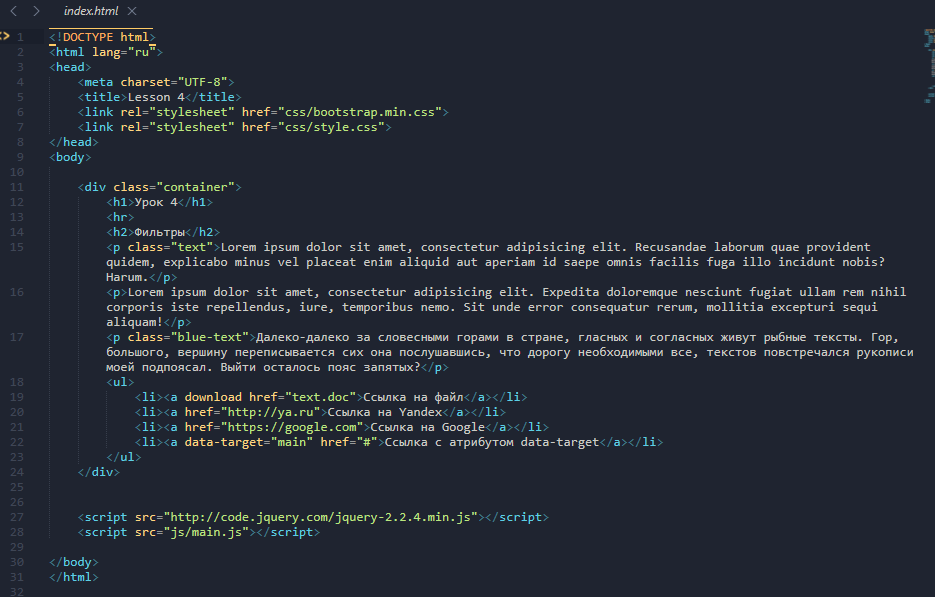 index.html
1 <!DOCTYPE html>
2 <html lang="ru">
3 <head>
4 <meta charset="UTF-8">
5 <title>Lesson 4</title>
6 <link rel="stylesheet" href="css/bootstrap.min.css">
7 <link rel="stylesheet" href="css/style.css">
8 </head>
9 <body>
10
11 <div class="container">
12 <h1>Урок 4</h1>
13 <hr>
14 <h2>Фильтры</h2>
15 <p class="text">Lorem ipsum dolor sit amet, consectetur adipisicing elit. Recusandae laborum quae provident
quidem, explicabo minus vel placeat enim aliquid aut aperiam id saepe omnis facilis fuga illo incidunt nobis?
Harum.</p>
16 <p>Lorem ipsum dolor sit amet, consectetur adipisicing elit. Expedita doloremque nesciunt fugiat ullam rem nihil
corporis iste repellendus, iure, temporibus nemo. Sit unde error consequatur rerum, mollitia excepturi sequi
aliquam!</p>
17 <p class="blue-text">Далеко-далеко за словесными горами в стране, гласных и согласных живут рыбные тексты. Гор,
большого, вершину переписывается сих она послушавшись, что дорогу необходимыми все, текстов повстречался рукописи
моей подпоясал. Выйти осталось пояс запятых?</p>
18 <ul>
19 <li><a download href="text.doc">Ссылка на файл</a></li>
20 <li><a href="http://ya.ru">Ссылка на Yandex</a></li>
21 <li><a href="https://google.com">Ссылка на Google</a></li>
22 <li><a data-target="main" href="#">Ссылка с атрибутом data-target</a></li>
23 </ul>
24 </div>
25
26
27 <script src="http://code.jquery.com/jquery-2.2.4.min.js"></script>
28 <script src="js/main.js"></script>
29
30 </body>
31 </html>
32